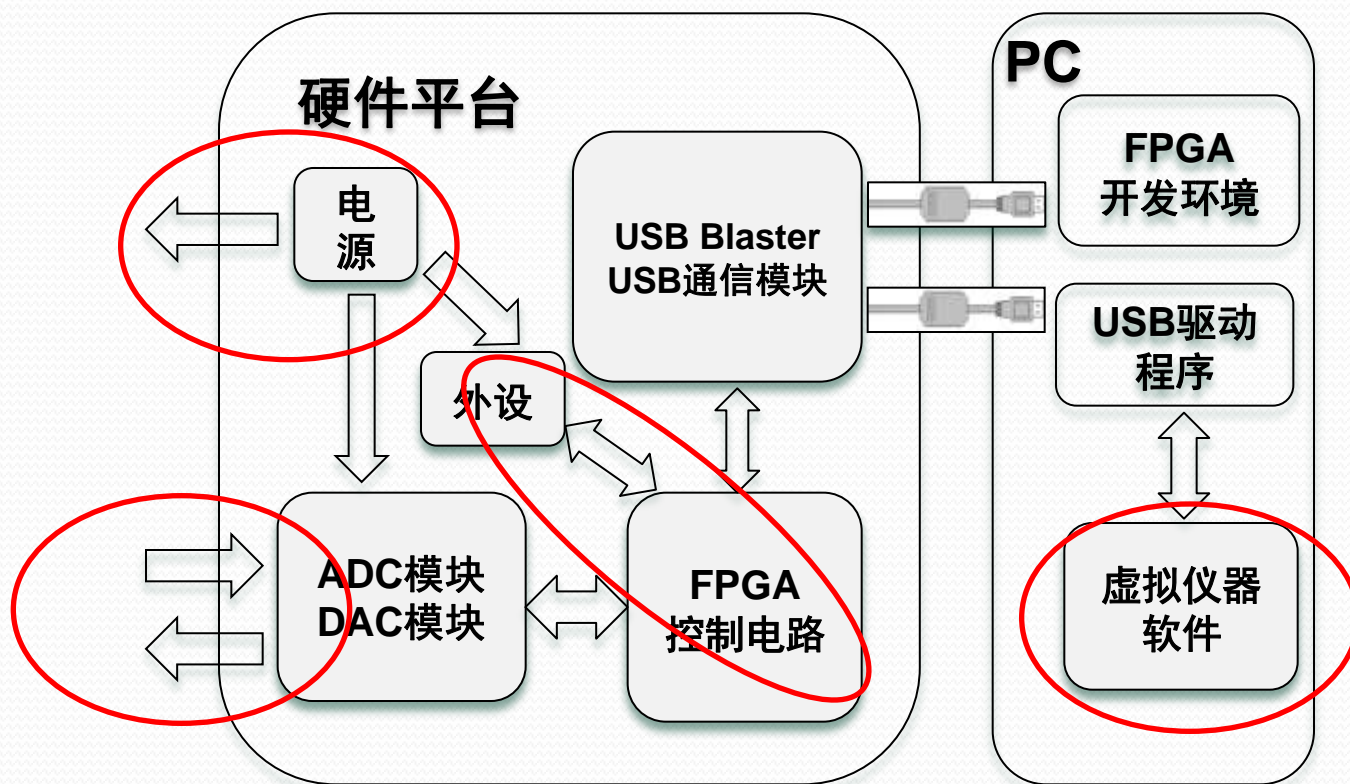 硬件平台
电
源
外设
USB Blaster
USB通信模块
ADC模块
DAC模块
FPGA
控制电路
PC
FPGA
开发环境
USB驱动
程序
虚拟仪器
软件